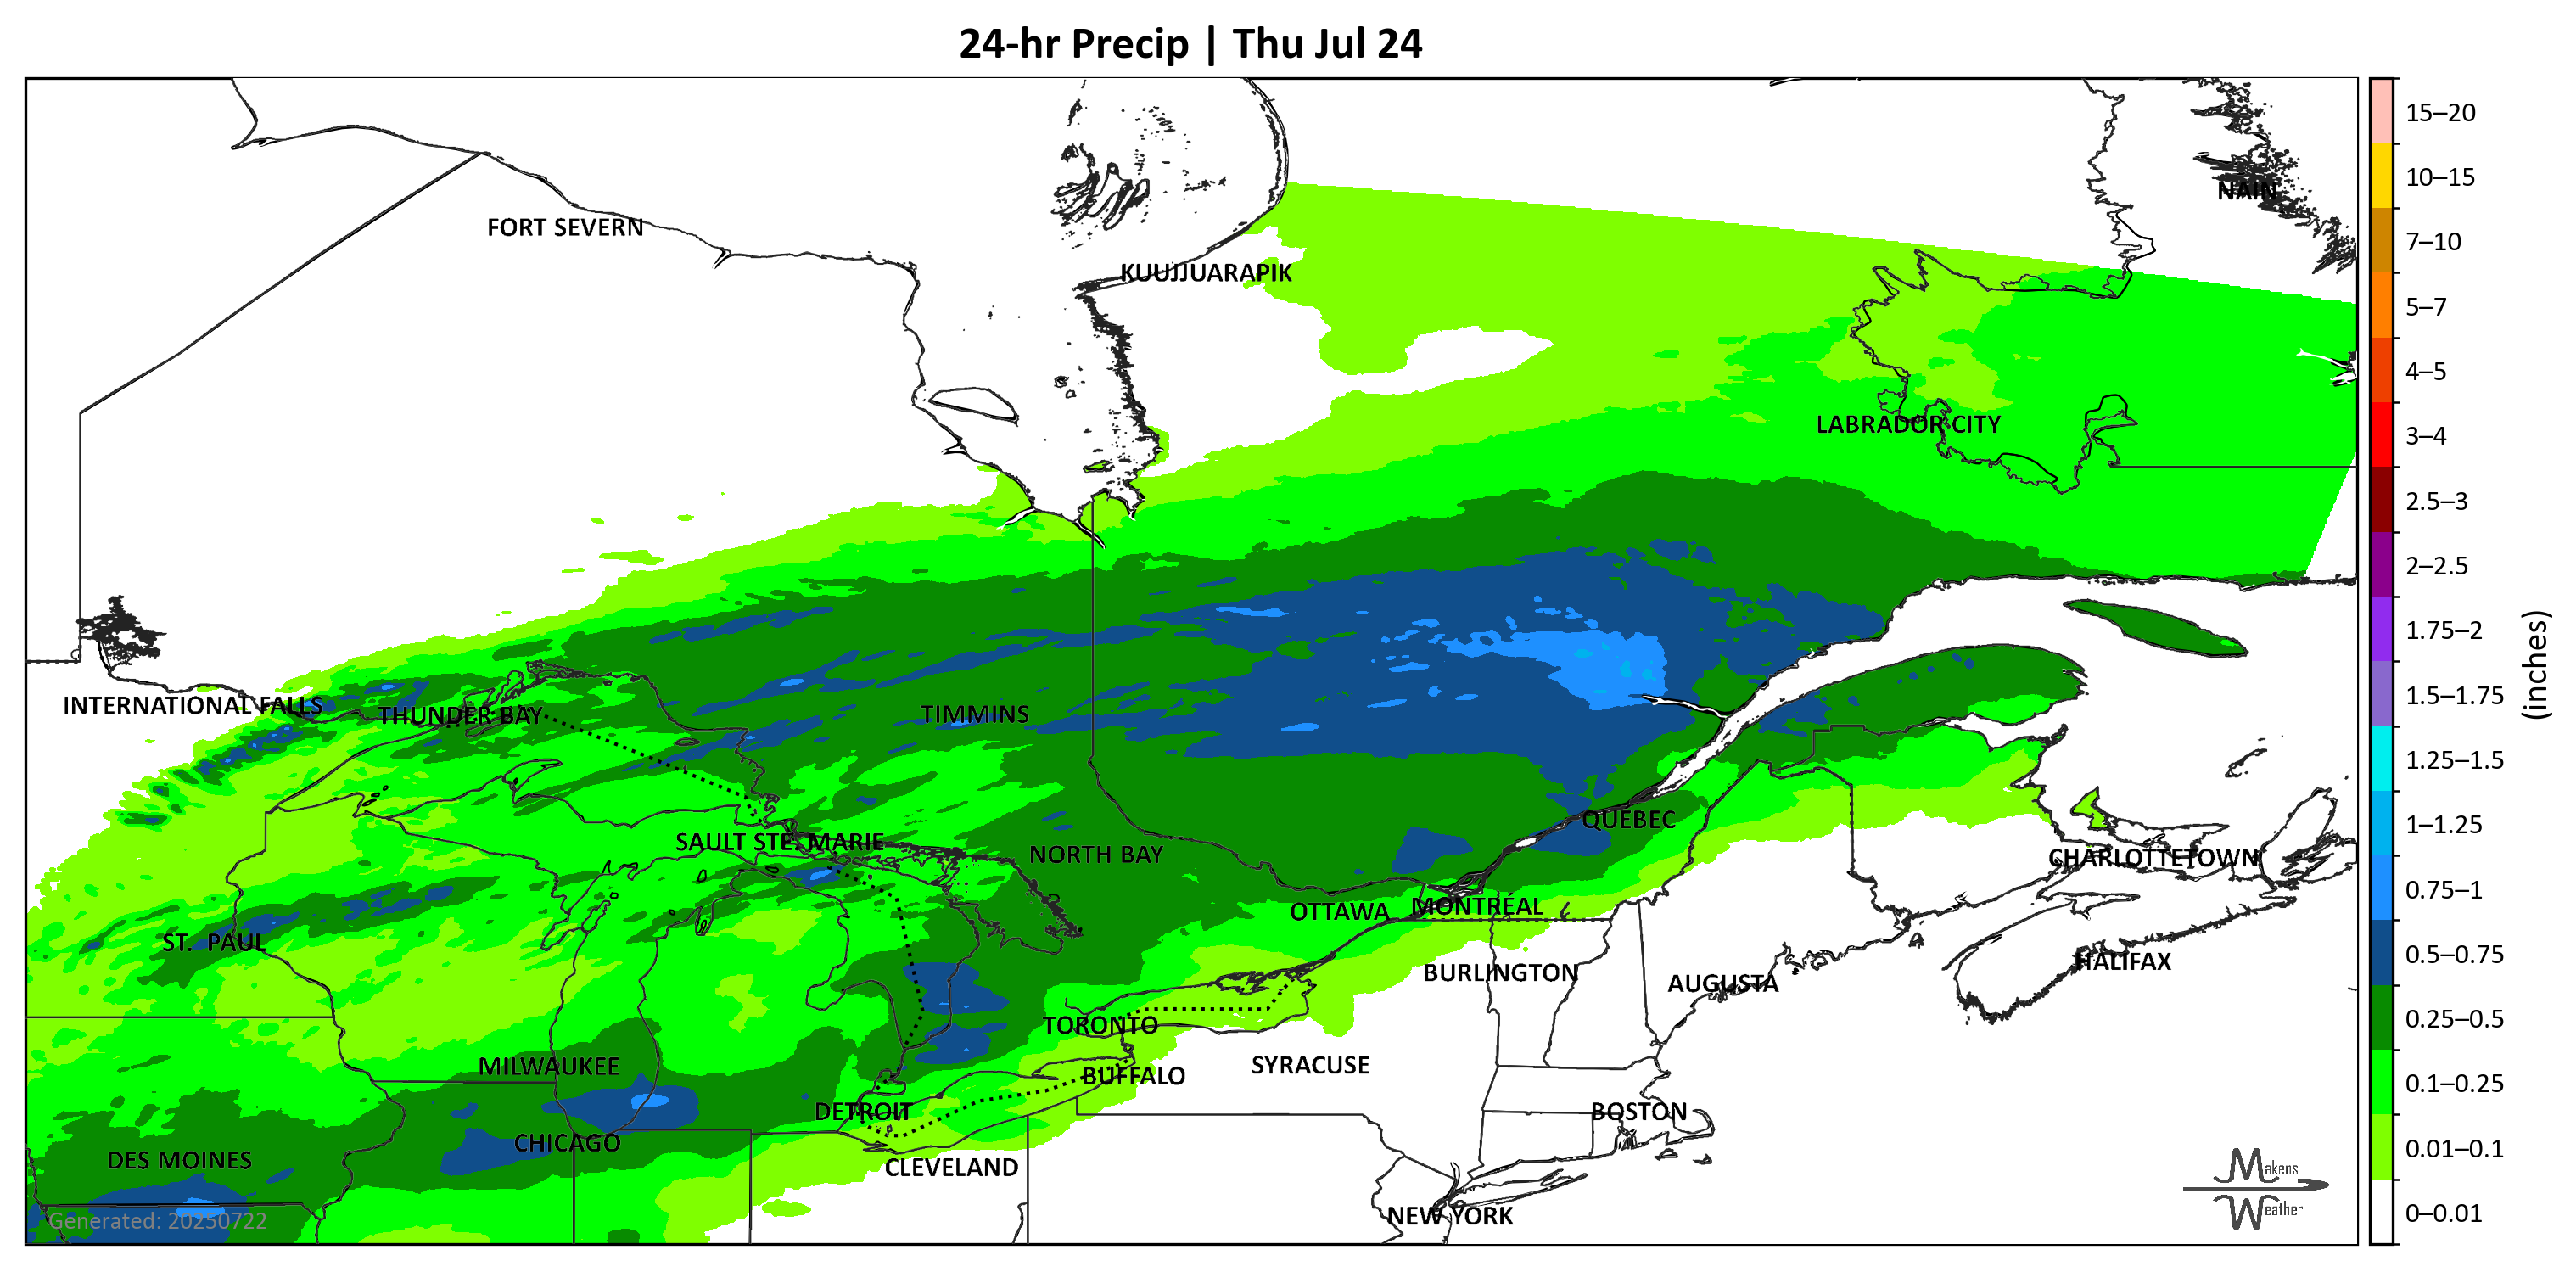 24-hr Precip | Thu Jul 24
15–20
10–15
NAIN
FORT SEVERN
7–10
KUUJJUARAPIK
5–7
4–5
LABRADOR CITY
3–4
2.5–3
2–2.5
1.75–2
(inches)
INTERNATIONAL FALLS
1.5–1.75
THUNDER BAY
TIMMINS
1.25–1.5
QUEBEC
1–1.25
SAULT STE. MARIE
NORTH BAY
CHARLOTTETOWN
0.75–1
OTTAWA
MONTRÉAL
ST. PAUL
0.5–0.75
HALIFAX
BURLINGTON
AUGUSTA
0.25–0.5
TORONTO
MILWAUKEE
SYRACUSE
BUFFALO
0.1–0.25
DETROIT
BOSTON
CHICAGO
DES MOINES
CLEVELAND
0.01–0.1
Makens
Weather
NEW YORK
Generated: 20250722
0–0.01